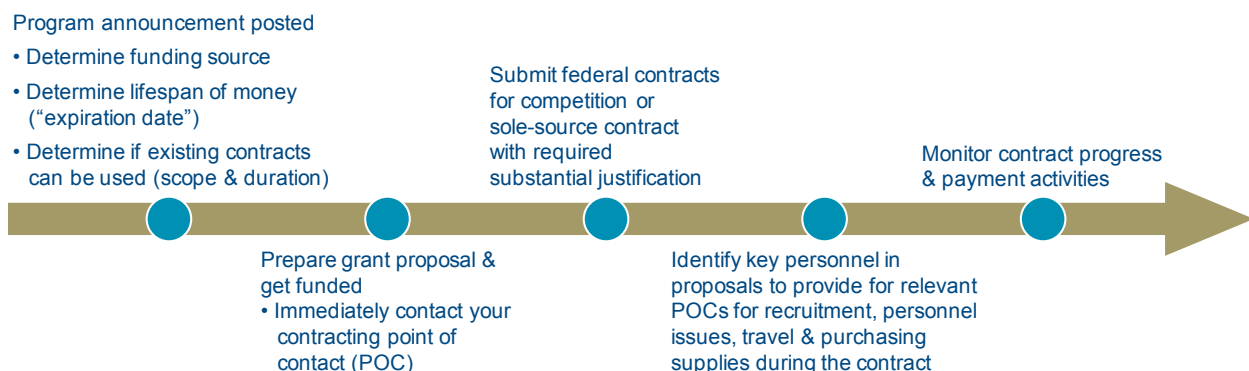 Program announcement posted
• Determine funding source
• Determine lifespan of money
(“expiration date”)
• Determine if existing contracts
can be used (scope & duration)
Prepare grant proposal &
get funded
• Immediately contact your
contracting point of
contact (POC)
Submit federal contracts
for competition or
sole-source contract
with required
substantial justification
Identify key personnel in
proposals to provide for relevant
POCs for recruitment, personnel
issues, travel & purchasing
supplies during the contract
Monitor contract progress
& payment activities